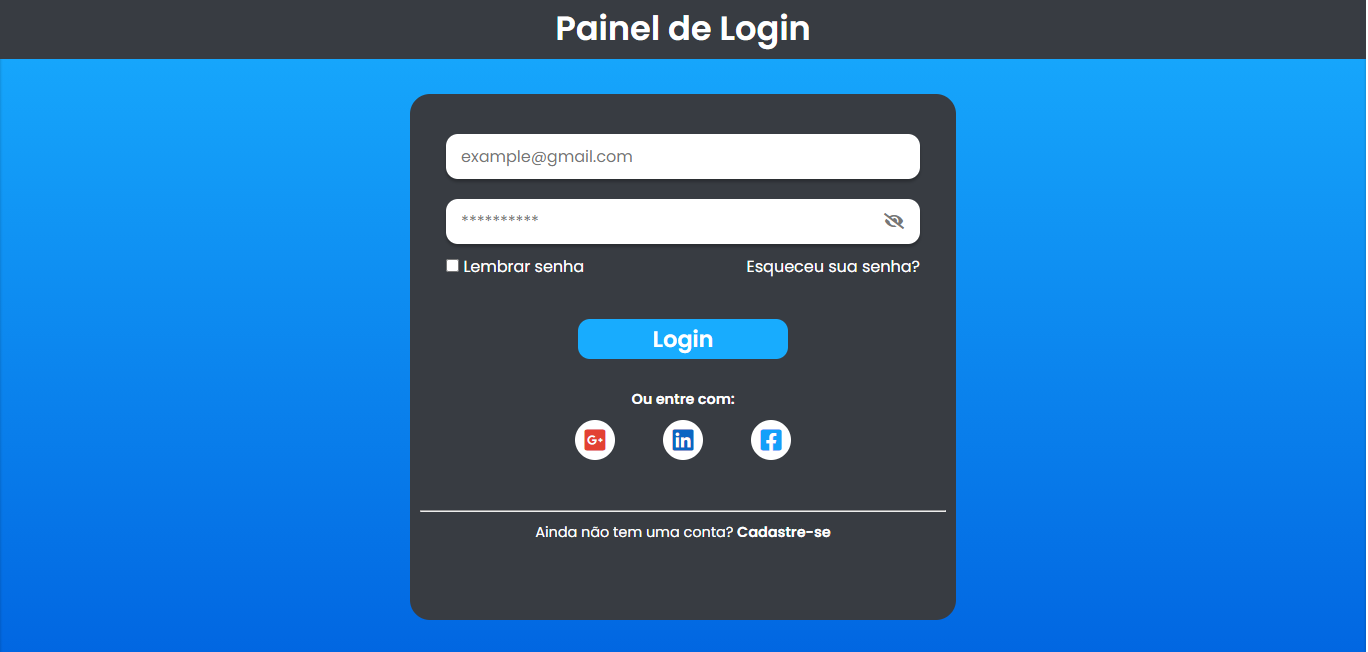 Painel de Login
example@gmail.com
**********
Lembrar senha Esqueceu sua senha?
Login
Ou entre com:
G+ in f
Ainda não tem uma conta? Cadastre-se